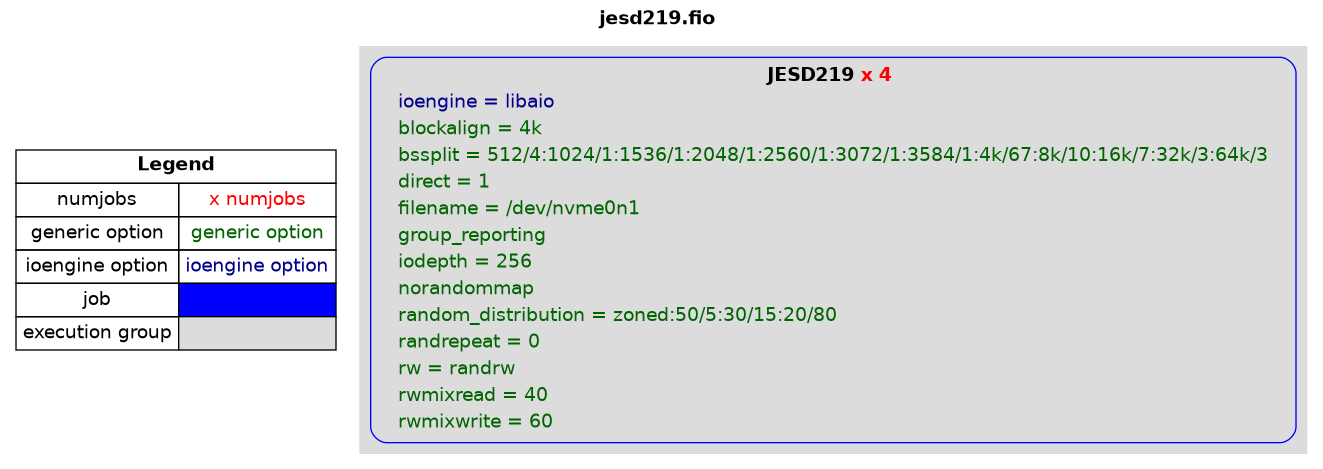 jesd219.fio
Legend
numjobs x numjobs
generic option generic option
ioengine option ioengine option
job
execution group
JESD219 x 4
ioengine = libaio
blockalign = 4k
bssplit = 512/4:1024/1:1536/1:2048/1:2560/1:3072/1:3584/1:4k/67:8k/10:16k/7:32k/3:64k/3
direct = 1
filename = /dev/nvme0n1
group_reporting
iodepth = 256
norandommap
random_distribution = zoned:50/5:30/15:20/80
randrepeat = 0
rw = randrw
rwmixread = 40
rwmixwrite = 60